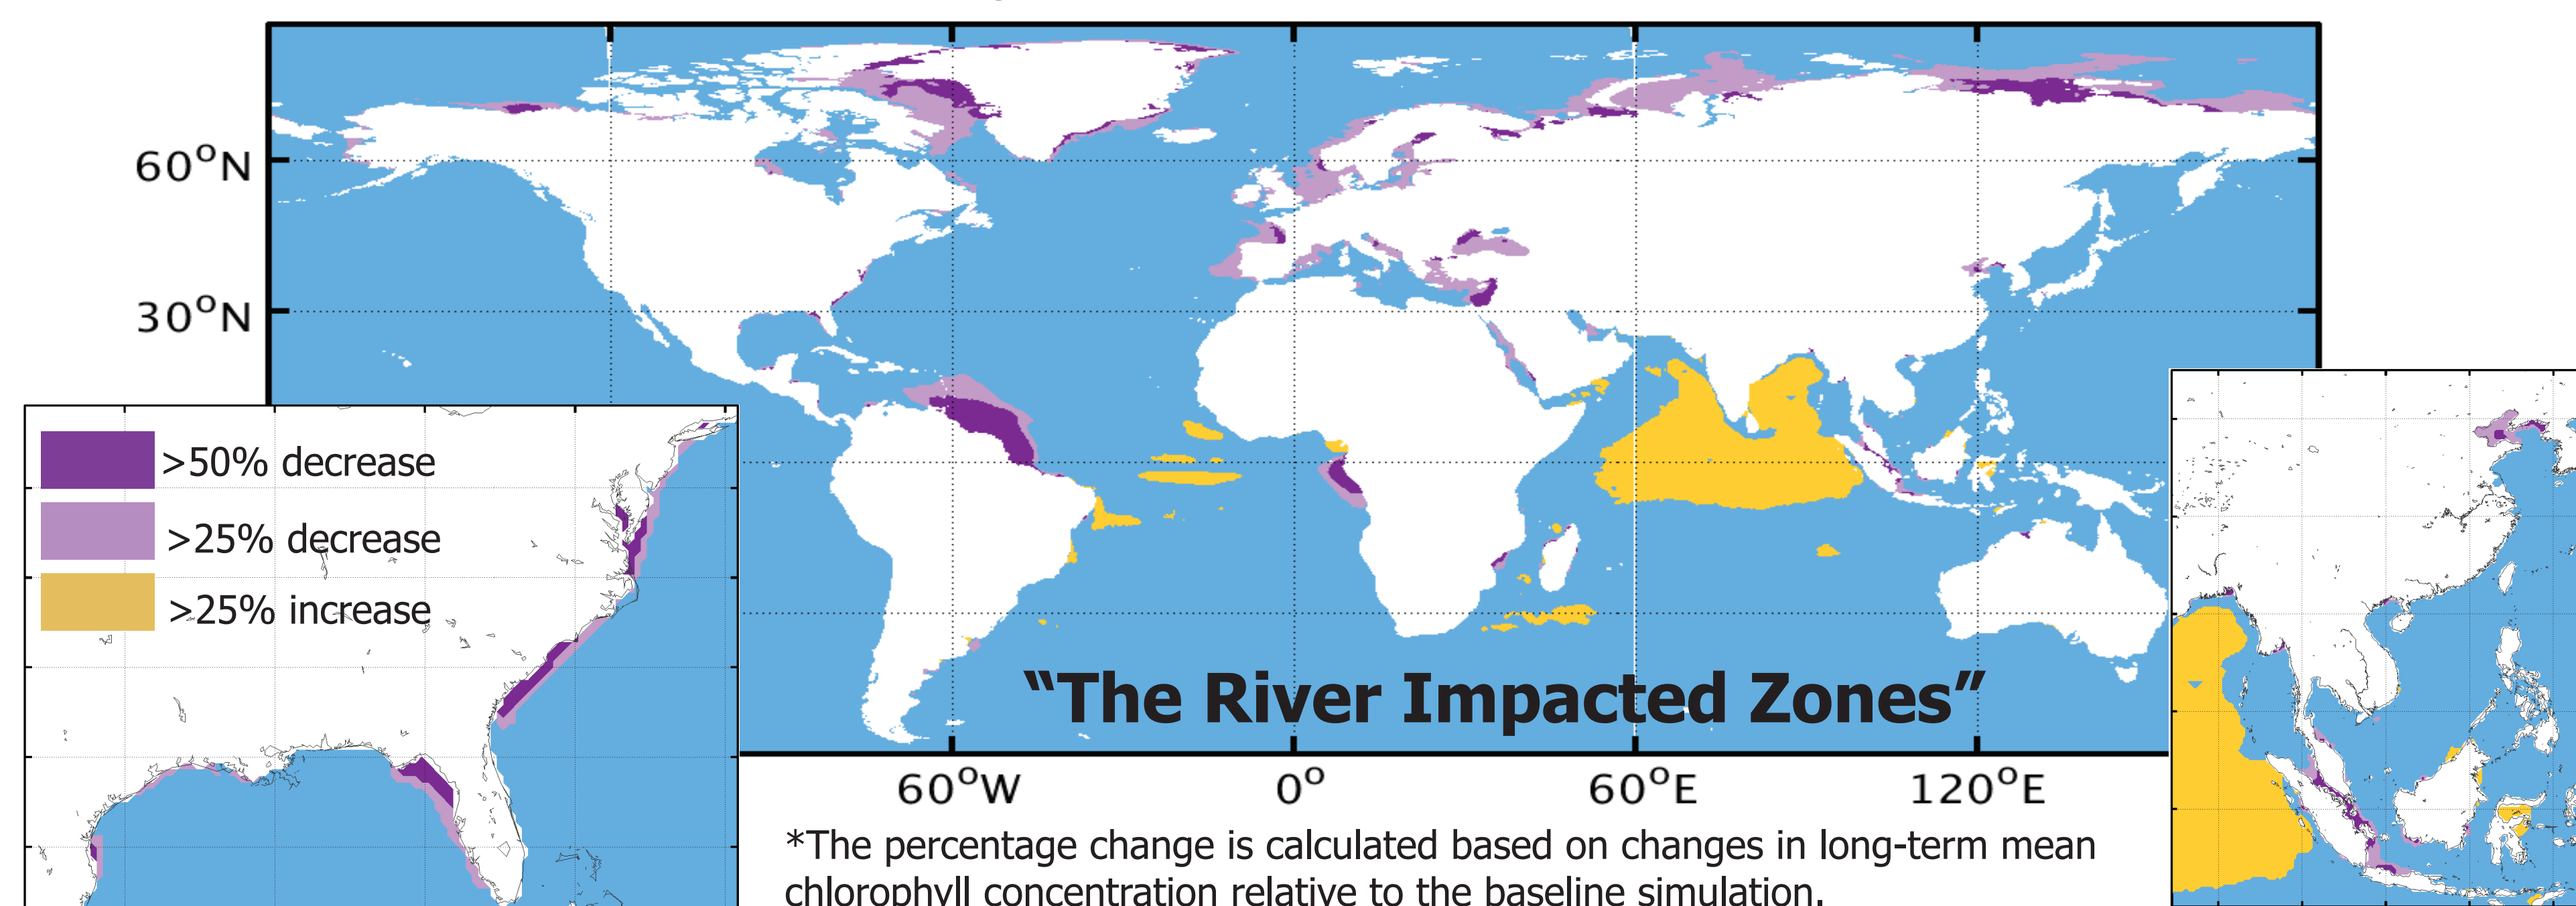 60°N
30°N
>50% decrease
>25% decrease
>25% increase
“The River Impacted Zones”
60°W 0° 60°E 120°E
*The percentage change is calculated based on changes in long-term mean
chlorophyll concentration relative to the baseline simulation.